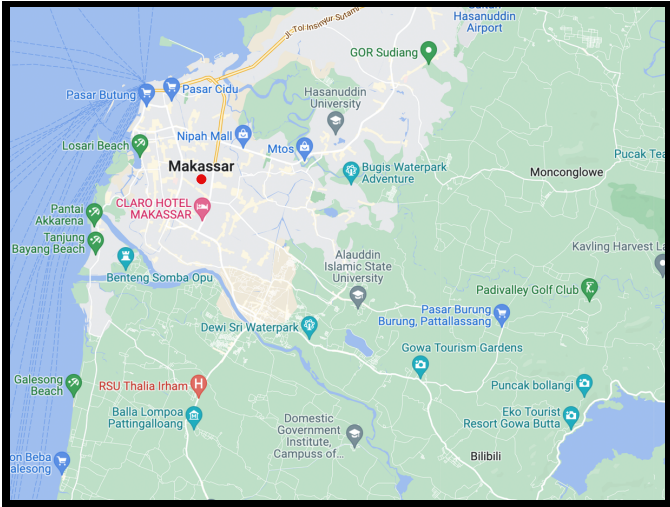 Jl. Tol Insinyur Sutami
Hasanuddin
Airport
GOR Sudiang
Pasar Butung
Pasar Cidu
Hasanuddin
University
Nipah Mall
Losari Beach
Mtos
Makassar
Bugis Waterpark
Adventure
Pucak Tea
Monconglowe
CLARO HOTEL
MAKASSAR
Pantai
Akkarena
Tanjung
Bayang Beach
Kavling Harvest La
Alauddin
Islamic State
University
Benteng Somba Opu
Padivalley Golf Club
Pasar Burung
Burung, Pattallassang
Dewi Sri Waterpark
Gowa Tourism Gardens
Galesong
Beach
RSU Thalia Irham
H
Puncak bollangi
Balla Lompoa
Pattingalloang
Eko Tourist
Resort Gowa Butta
Domestic
Government
Institute,
Campuss of...
Bilibili
on Beba
alesong